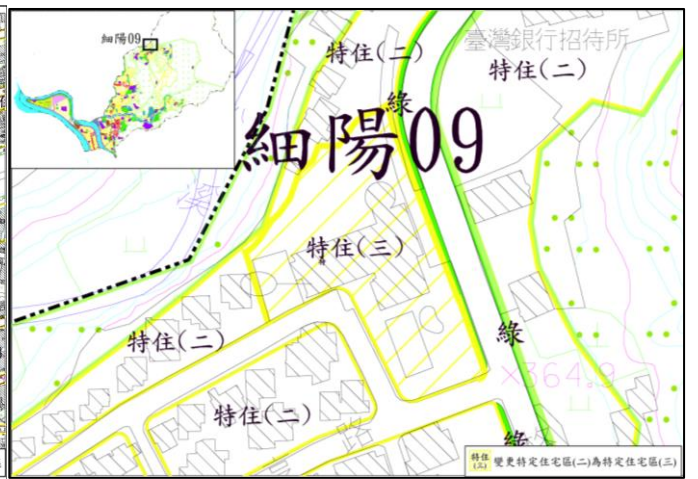 細陽09
特住(二)
臺灣銀行招待所
特住(二)
綠
細陽09
特住(三)
特住(二)
綠
×364.9
特住(二)
綠
特住(三) 變更特定住宅區(二)為特定住宅區(三)